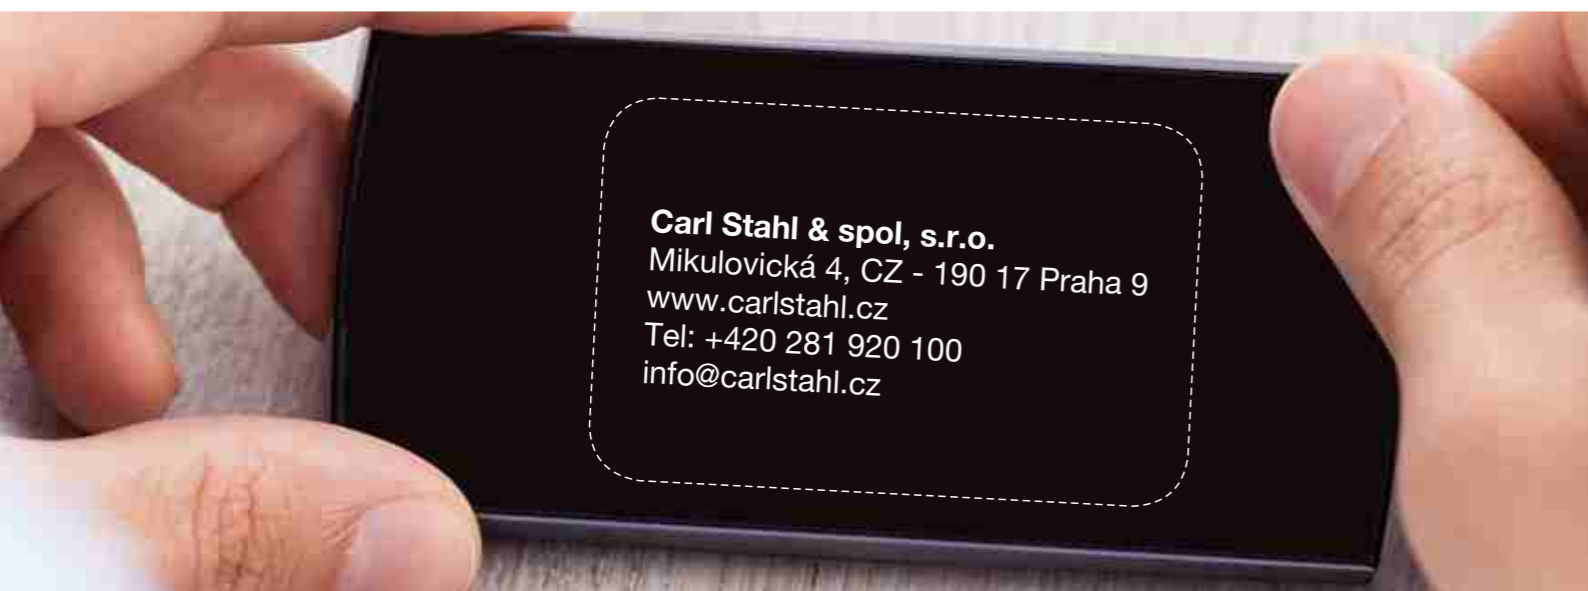 Carl Stahl & spol, s.r.o.
Mikulovická 4, CZ - 190 17 Praha 9
www.carlstahl.cz
Tel: +420 281 920 100
info@carlstahl.cz